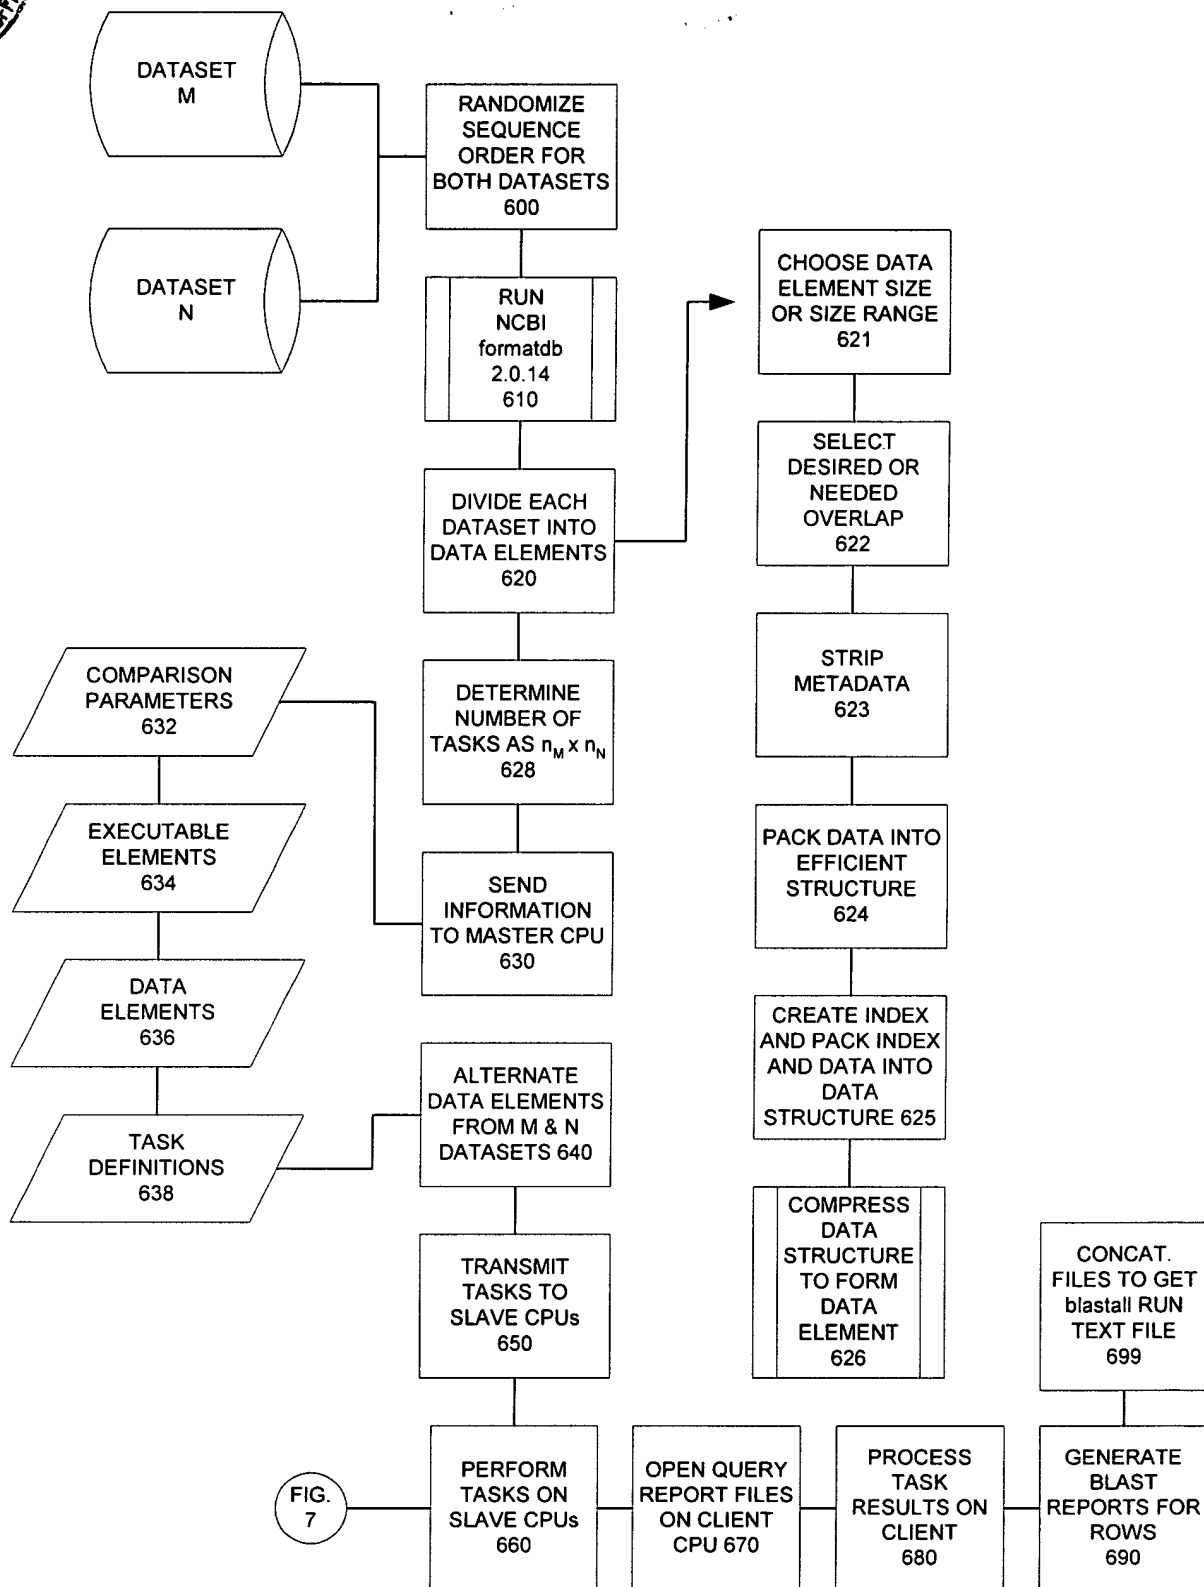 DATASET
M
DATASET
N
RANDOMIZE
SEQUENCE
ORDER FOR
BOTH DATASETS
600
RUN
NCBI
formatdb
2.0.14
610
DIVIDE EACH
DATASET INTO
DATA ELEMENTS
620
CHOOSE DATA
ELEMENT SIZE
OR SIZE RANGE
621
SELECT
DESIRED OR
NEEDED
OVERLAP
622
STRIP
METADATA
623
PACK DATA INTO
EFFICIENT
STRUCTURE
624
CREATE INDEX
AND PACK INDEX
AND DATA INTO
DATA
STRUCTURE 625
COMPRESS
DATA
STRUCTURE
TO FORM
DATA
ELEMENT
626
DETERMINE
NUMBER OF
TASKS AS nM x nN
628
SEND
INFORMATION
TO MASTER CPU
630
COMPARISON
PARAMETERS
632
EXECUTABLE
ELEMENTS
634
DATA
ELEMENTS
636
TASK
DEFINITIONS
638
ALTERNATE
DATA ELEMENTS
FROM M & N
DATASETS 640
TRANSMIT
TASKS TO
SLAVE CPUs
650
FIG.
7
PERFORM
TASKS ON
SLAVE CPUs
660
OPEN QUERY
REPORT FILES
ON CLIENT
CPU 670
PROCESS
TASK
RESULTS ON
CLIENT
680
GENERATE
BLAST
REPORTS FOR
ROWS
690
CONCAT.
FILES TO GET
blastall RUN
TEXT FILE
699